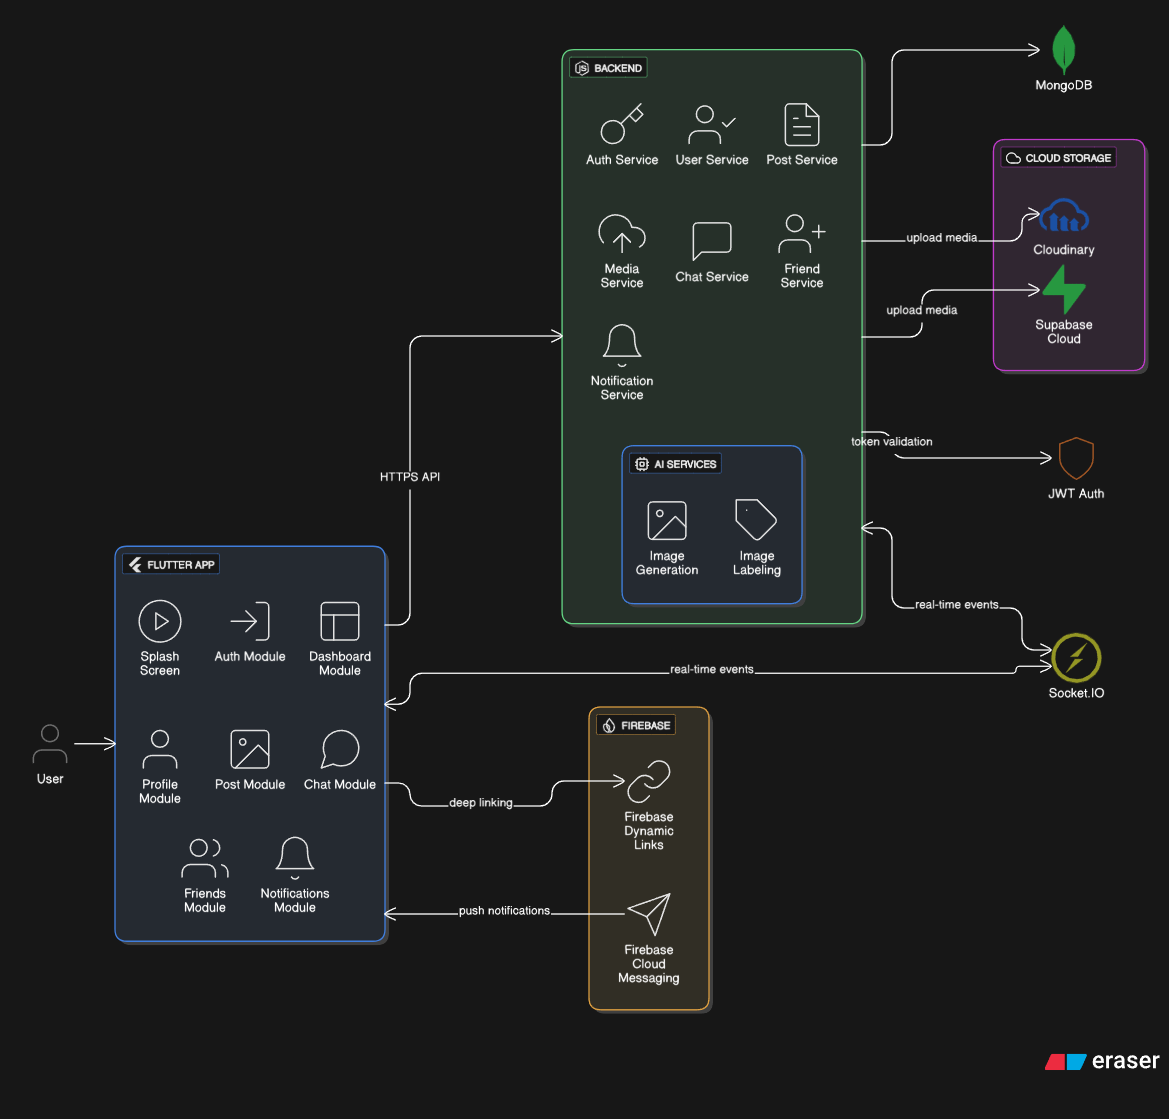 BACKEND
Auth Service
User Service
Post Service
Media
Service
Chat Service
Friend
Service
Notification
Service
AI SERVICES
Image
Generation
Image
Labeling
MongoDB
CLOUD STORAGE
upload media
Cloudinary
upload media
Supabase
Cloud
token validation
JWT Auth
HTTPS API
real-time events
real-time events
Socket.IO
FLUTTER APP
Splash
Screen
Auth Module
Dashboard
Module
User
Profile
Module
Post Module
Chat Module
Friends
Module
Notifications
Module
deep linking
push notifications
FIREBASE
Firebase
Dynamic
Links
Firebase
Cloud
Messaging
eraser